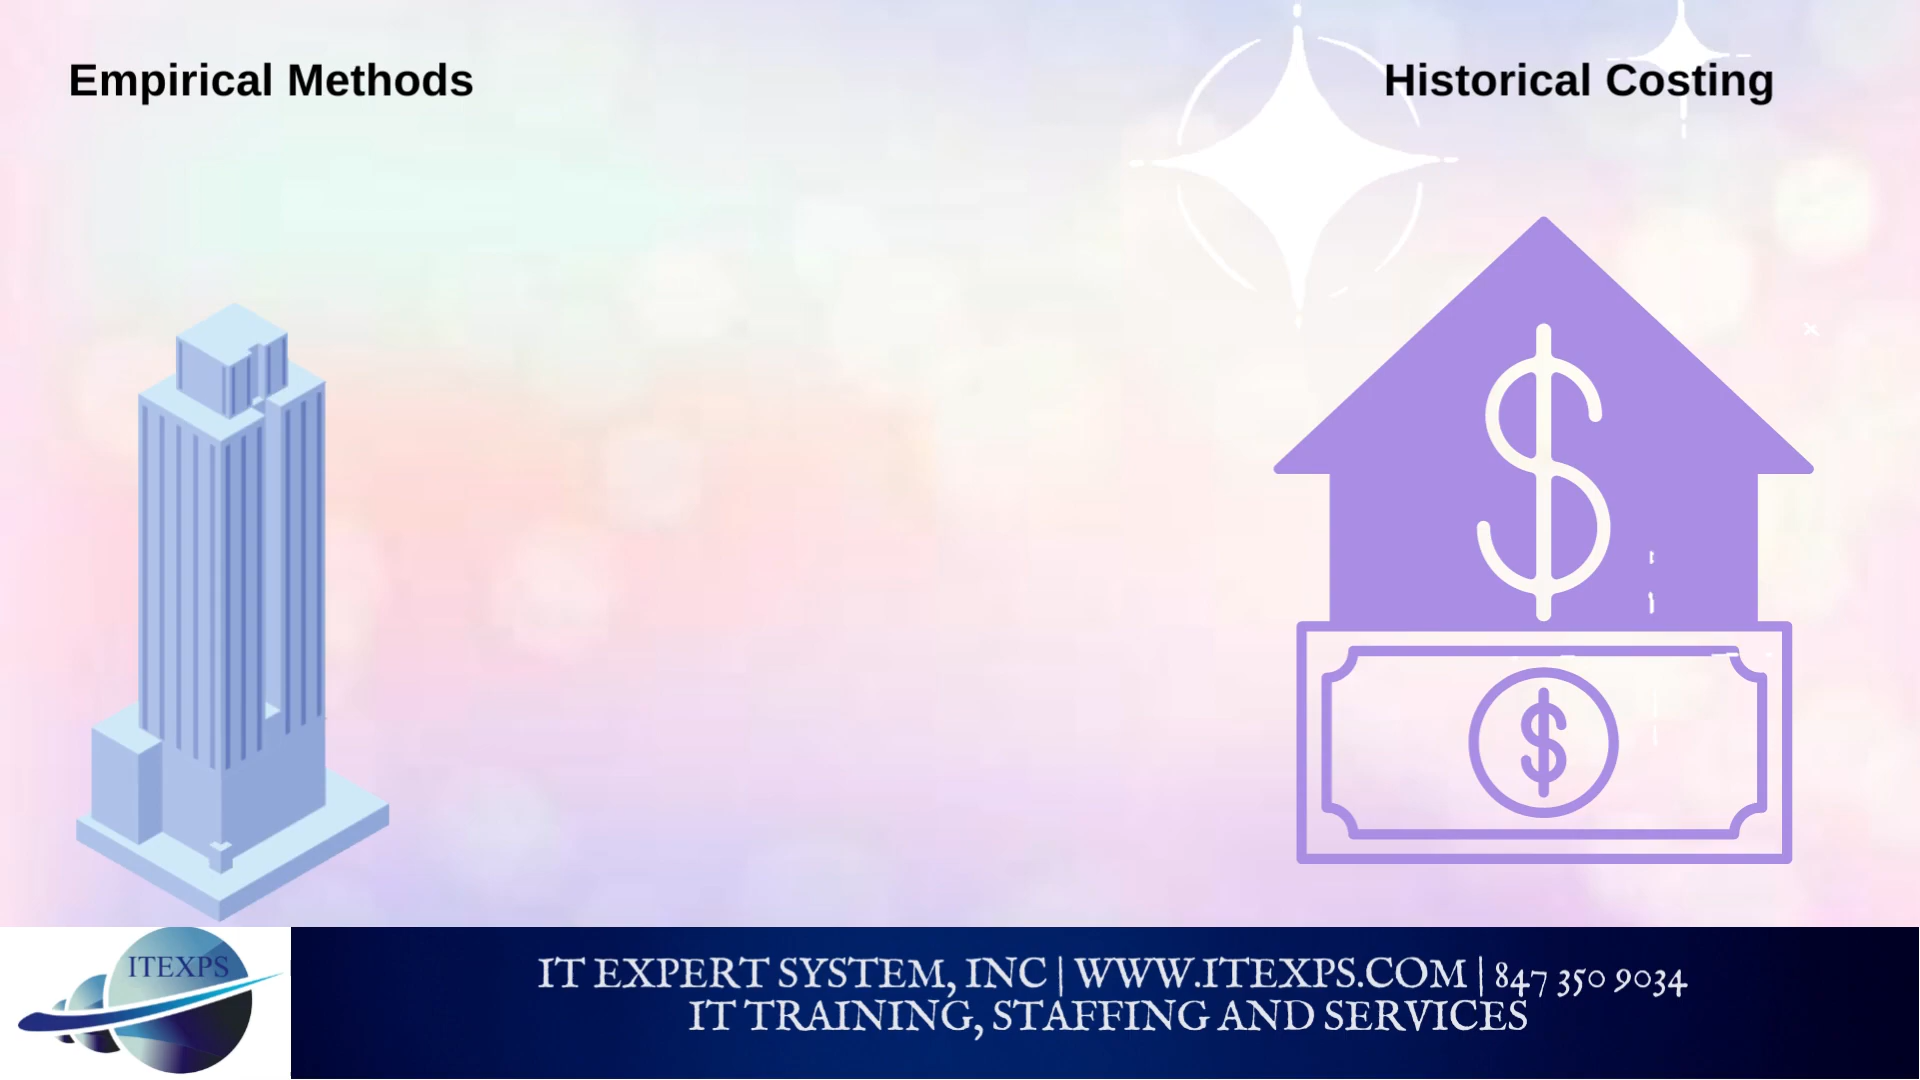 Empirical Methods
Historical Costing
$
$
ITEXPS
IT EXPERT SYSTEM, INC | WWW.ITEXPS.COM | 847 350 9034
IT TRAINING, STAFFING AND SERVICES